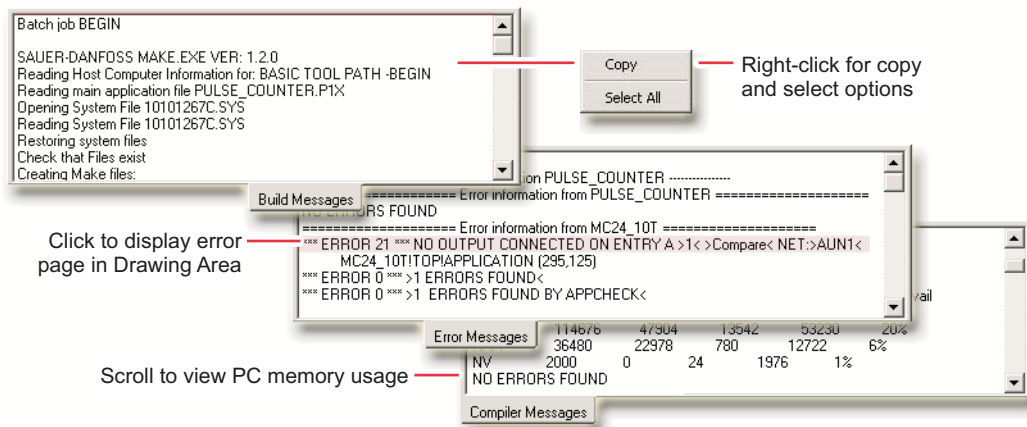 Batch job BEGIN
SAUER-DANFOSS MAKE.EXE VER: 1.2.0
Reading Host Computer Information for: BASIC TOOL PATH -BEGIN
Reading main application file PULSE_COUNTER.P1X
Opening System File 10101267C.SYS
Reading System File 10101267C.SYS
Restoring system files
Check that Files exist
Creating Make files:
Build Messages
Copy
Select All
Right-click for copy
and select options
PULSE_COUNTER ---------------
============ Error information from PULSE_COUNTER ====================
ERRORS FOUND
==================== Error information from MC24_10T ====================
*** ERROR 21 *** NO OUTPUT CONNECTED ON ENTRY A >1< >Compare< NET:>AUN1<
MC24_10T!TOP!APPLICATION (295,125)
*** ERROR 0 *** >1 ERRORS FOUND<
*** ERROR 0 *** >1 ERRORS FOUND BY APPCHECK<
Error Messages
Click to display error
page in Drawing Area
114676 47904 13542 53230 20%
36480 22978 780 12722 6%
NV 2000 0 24 1976 1%
NO ERRORS FOUND
Compiler Messages
Scroll to view PC memory usage